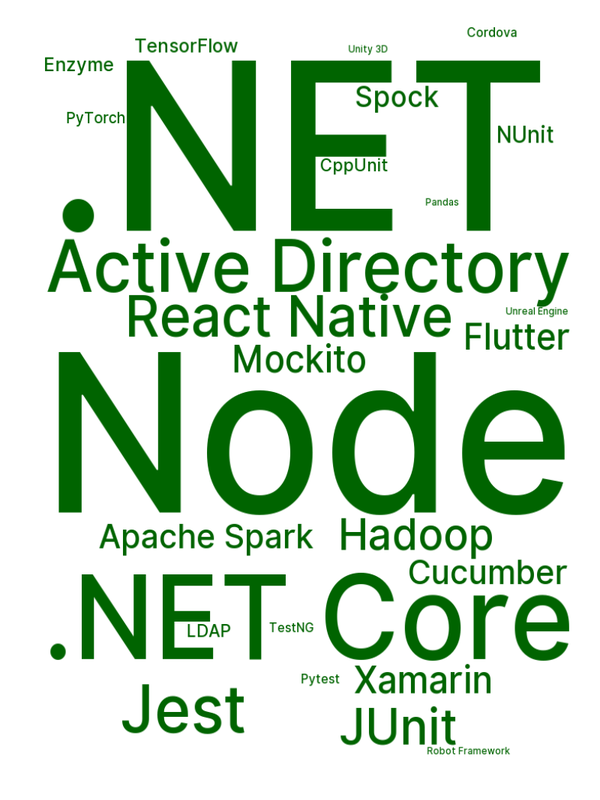 Cordova
TensorFlow
Unity 3D
Enzyme
.NET
Spock
PyTorch
NUnit
CppUnit
Pandas
Active Directory
React Native
Unreal Engine
Flutter
Mockito
Node
Apache Spark
Hadoop
Cucumber
.NET Core
LDAP
TestNG
Pytest
Xamarin
Jest
JUnit
Robot Framework